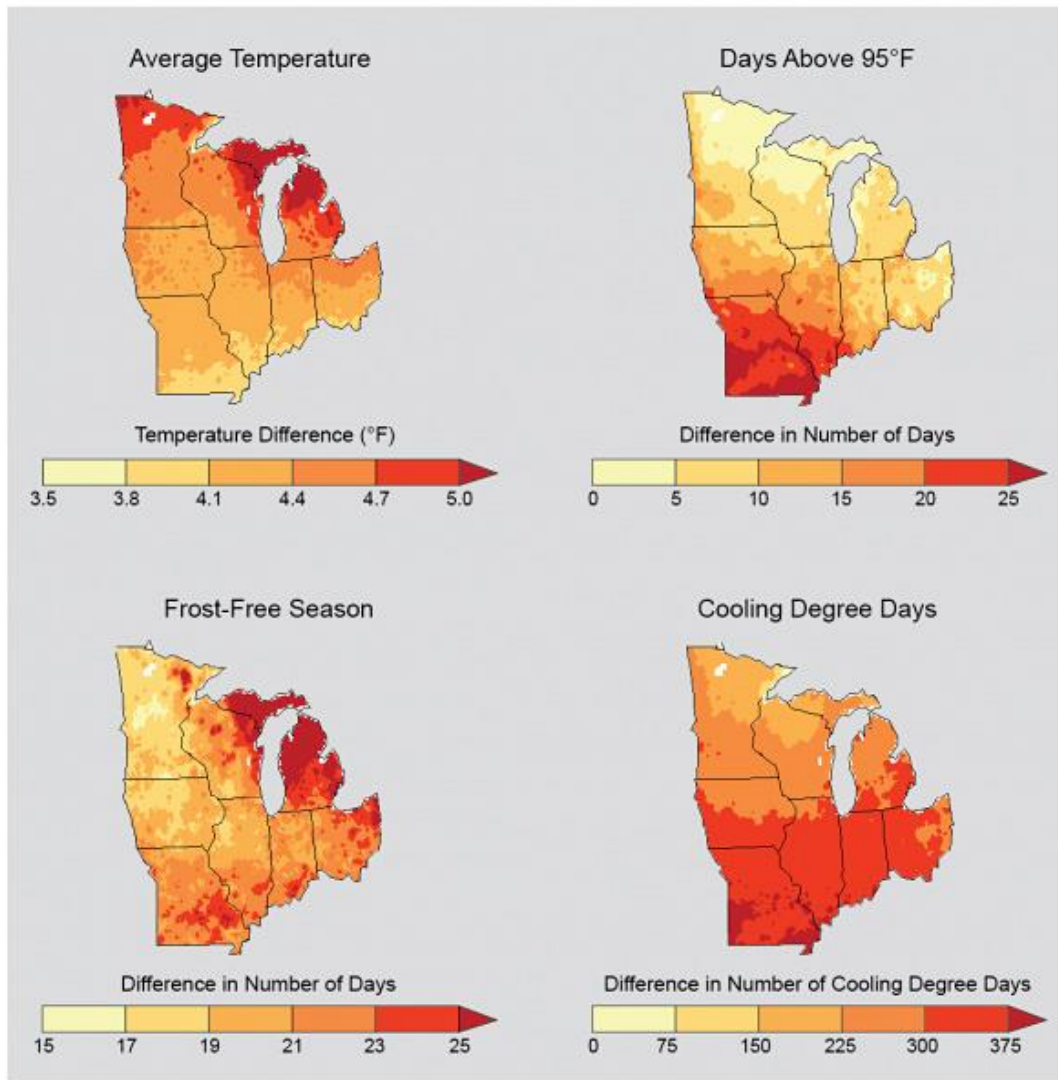 Average Temperature
Days Above 95°F
Temperature Difference (°F)
3.5 3.8 4.1 4.4 4.7 5.0
Difference in Number of Days
0 5 10 15 20 25
Frost-Free Season
Cooling Degree Days
Difference in Number of Days
15 17 19 21 23 25
Difference in Number of Cooling Degree Days
0 75 150 225 300 375